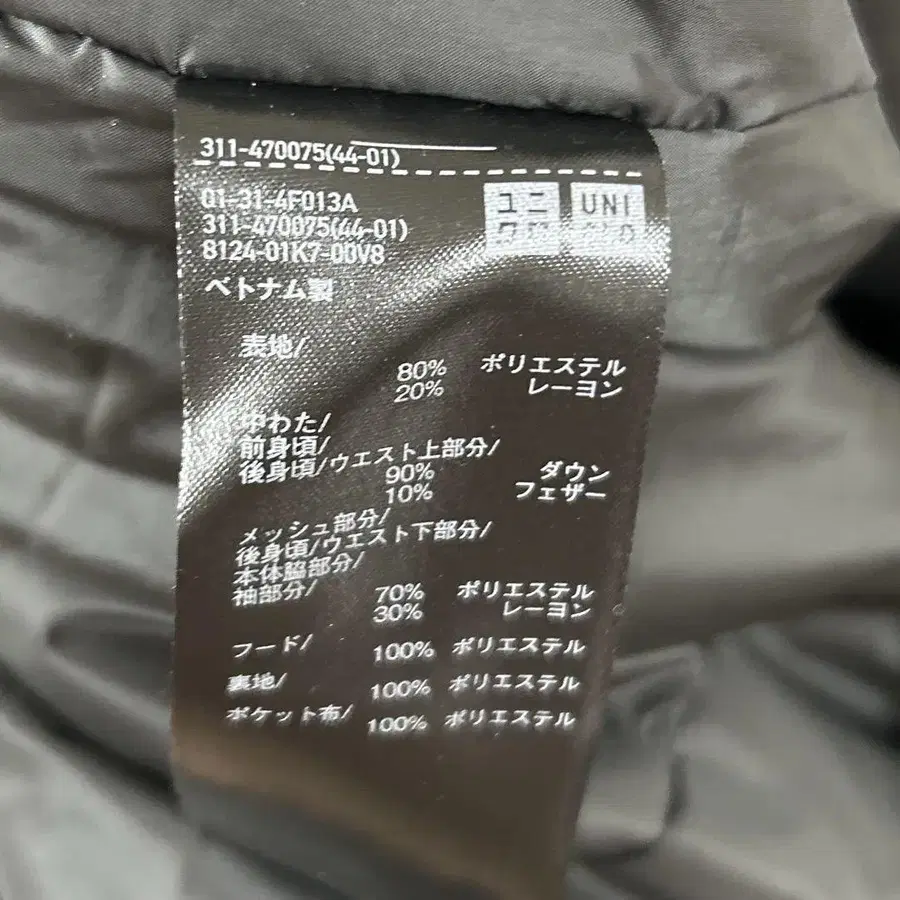 311-470075(44-01)
01-31-4F013A
311-470075(44-01)
8124-01K7-00V8
ユニ
クロ
UNI
QLO
ベトナム製
表地/
80% ポリエステル
20% レーヨン
中わた/
前身頃/
後身頃/ウエスト上部分/
90% ダウン
10% フェザー
メッシュ部分/
後身頃/ウエスト下部分/
本体脇部分/
袖部分/ 70% ポリエステル
30% レーヨン
フード/ 100% ポリエステル
裏地/ 100% ポリエステル
ポケット布/ 100% ポリエステル